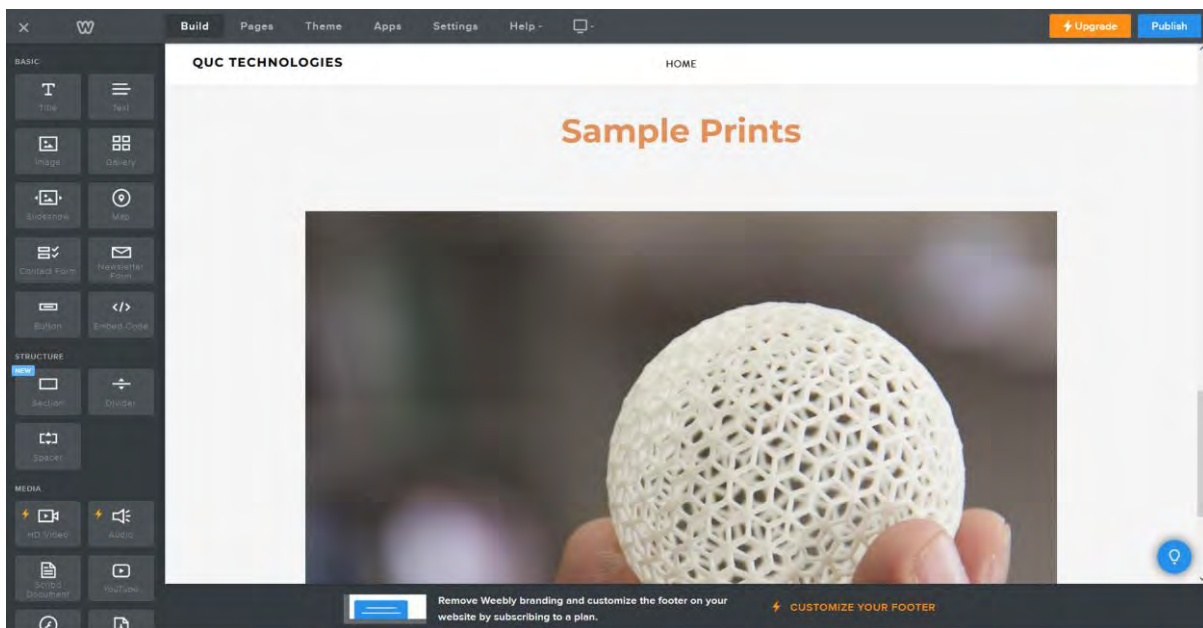 Build Pages Theme Apps Settings Help
Upgrade Publish
BASIC
Title Text
Image Gallery
Slideshow Map
Contact Form Newsletter Form
Button Embed Code
STRUCTURE
NEW
Section Divider
Spacer
MEDIA
HD Video Audio
Scribd Document YouTube
QUC TECHNOLOGIES
HOME
Sample Prints
Remove Weebly branding and customize the footer on your
website by subscribing to a plan.
CUSTOMIZE YOUR FOOTER